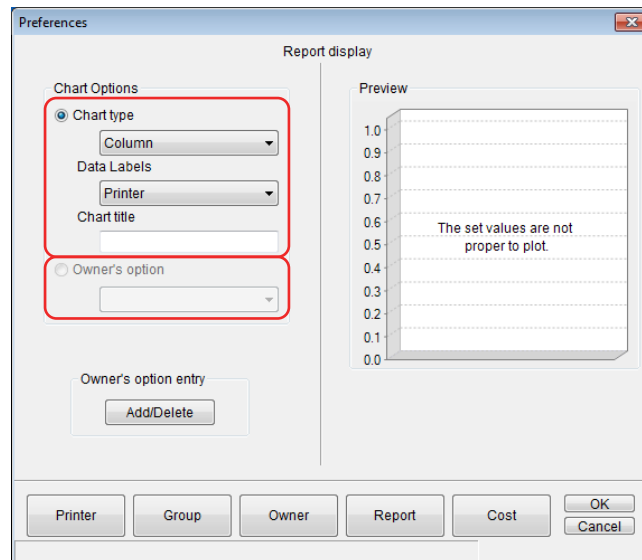 Preferences
Report display
Chart Options
Chart type
Column
Data Labels
Printer
Chart title
Owner's option
Owner's option entry
Add/Delete
Preview
1.0
0.9
0.8
0.7
0.6
0.5
0.4
0.3
0.2
0.1
0.0
The set values are not
proper to plot.
Printer
Group
Owner
Report
Cost
OK
Cancel